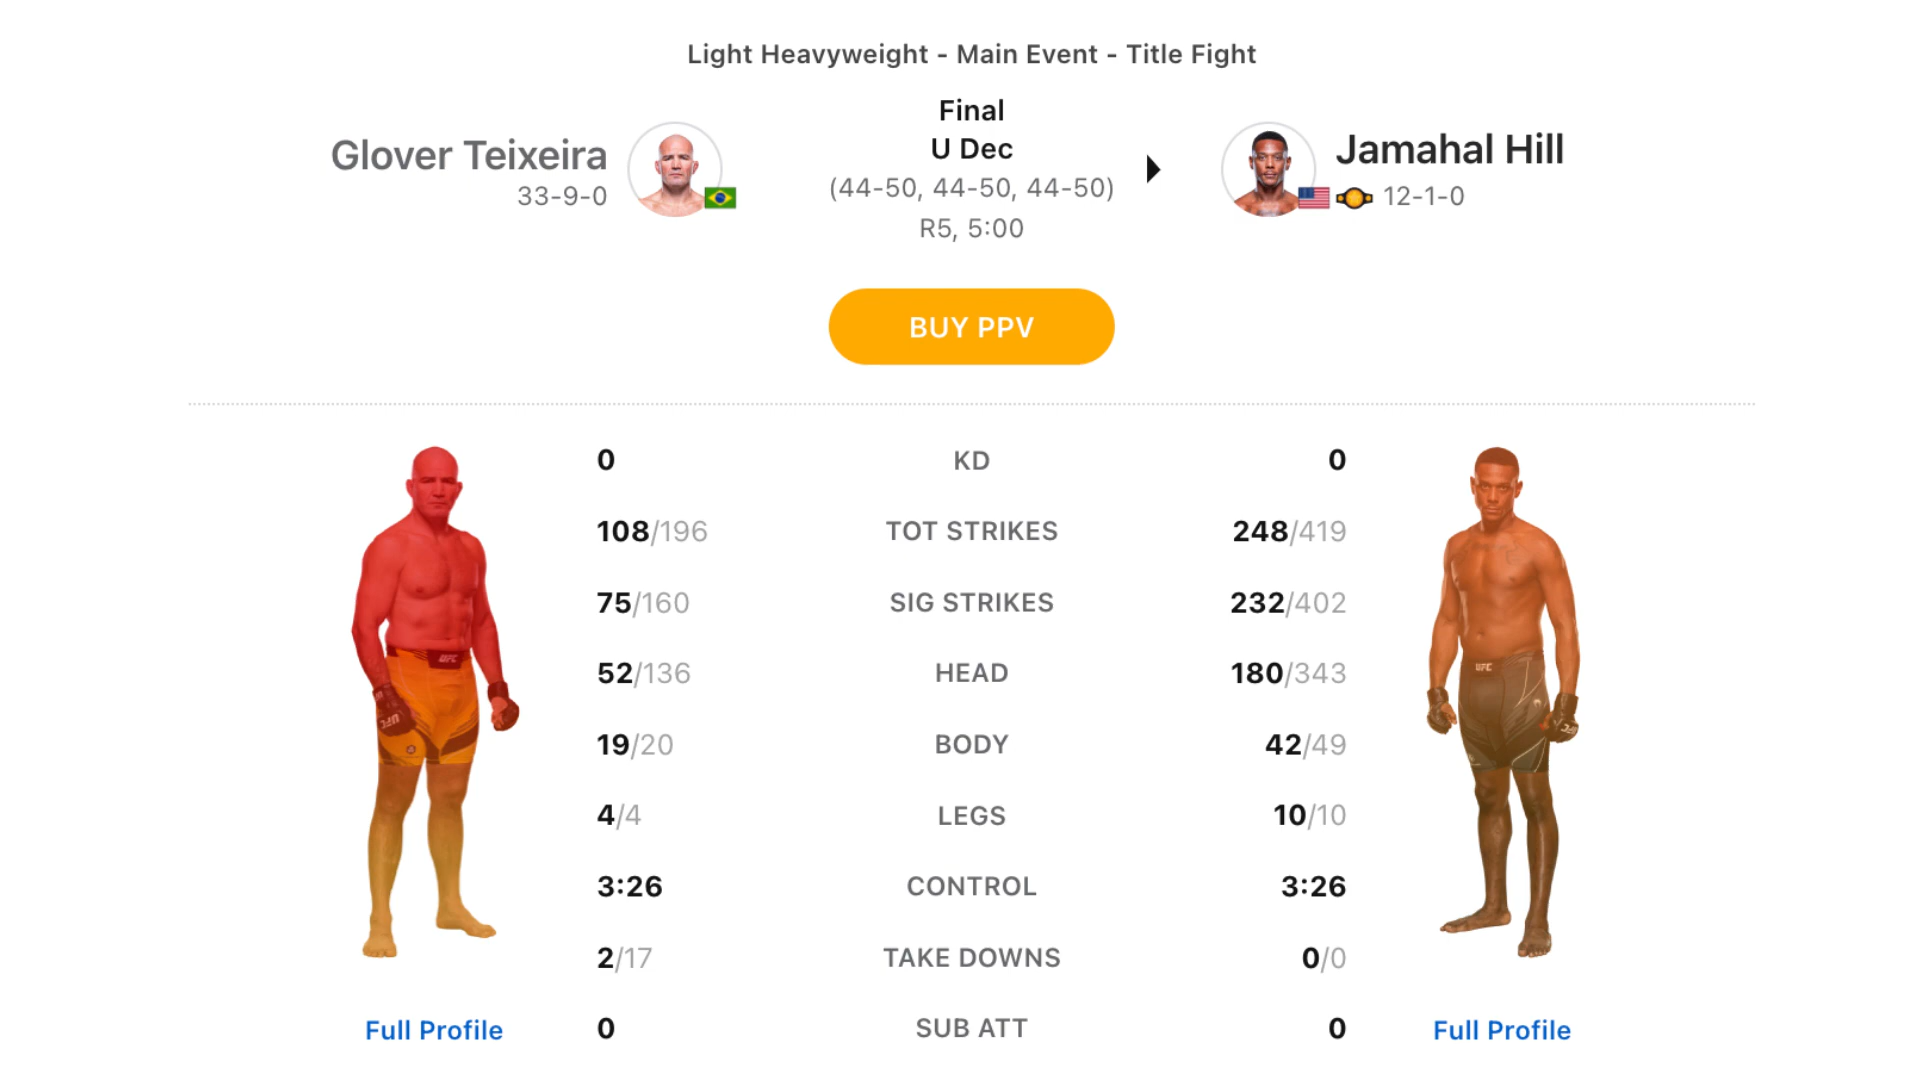 Light Heavyweight - Main Event - Title Fight
Glover Teixeira
33-9-0
Final
U Dec
(44-50, 44-50, 44-50)
R5, 5:00
Jamahal Hill
12-1-0
BUY PPV
0 KD 0
108/196 TOT STRIKES 248/419
75/160 SIG STRIKES 232/402
52/136 HEAD 180/343
19/20 BODY 42/49
4/4 LEGS 10/10
3:26 CONTROL 3:26
2/17 TAKE DOWNS 0/0
0 SUB ATT 0
Full Profile
Full Profile
UFC
UFC
UFC